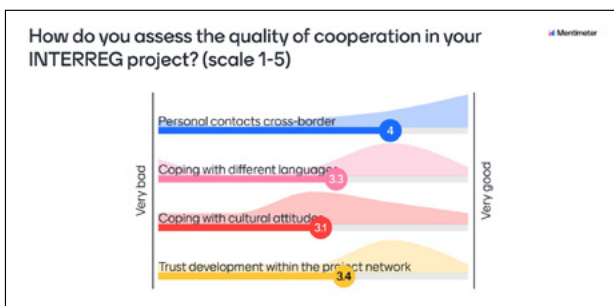 How do you assess the quality of cooperation in your
INTERREG project? (scale 1-5)
Mentimeter
Very bad
Personal contacts cross-border
4
Coping with different languages
3.3
Coping with cultural attitudes
3.1
Trust development within the project network
3.4
Very good